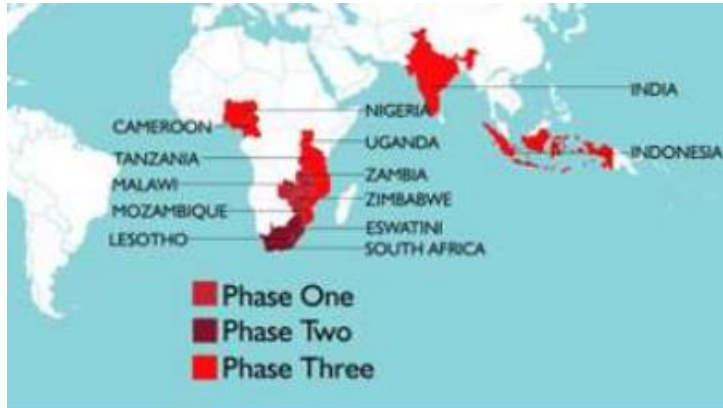 INDIA
NIGERIA
CAMEROON
UGANDA
INDONESIA
TANZANIA
ZAMBIA
MALAWI
ZIMBABWE
MOZAMBIQUE
ESWATINI
LESOTHO
SOUTH AFRICA
Phase One
Phase Two
Phase Three